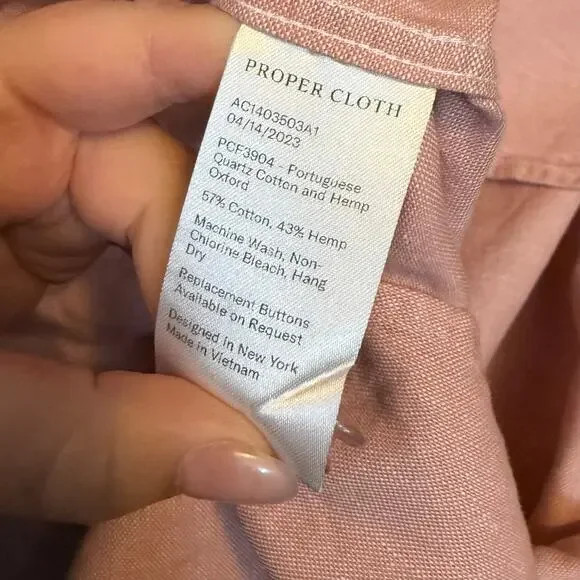 PROPER CLOTH
AC1403503A1
04/14/2023
PCF3904 - Portuguese
Quartz Cotton and Hemp
Oxford
57% Cotton, 43% Hemp
Machine Wash, Non-
Chlorine Bleach, Hang
Dry
Replacement Buttons
Available on Request
Designed in New York
Made in Vietnam